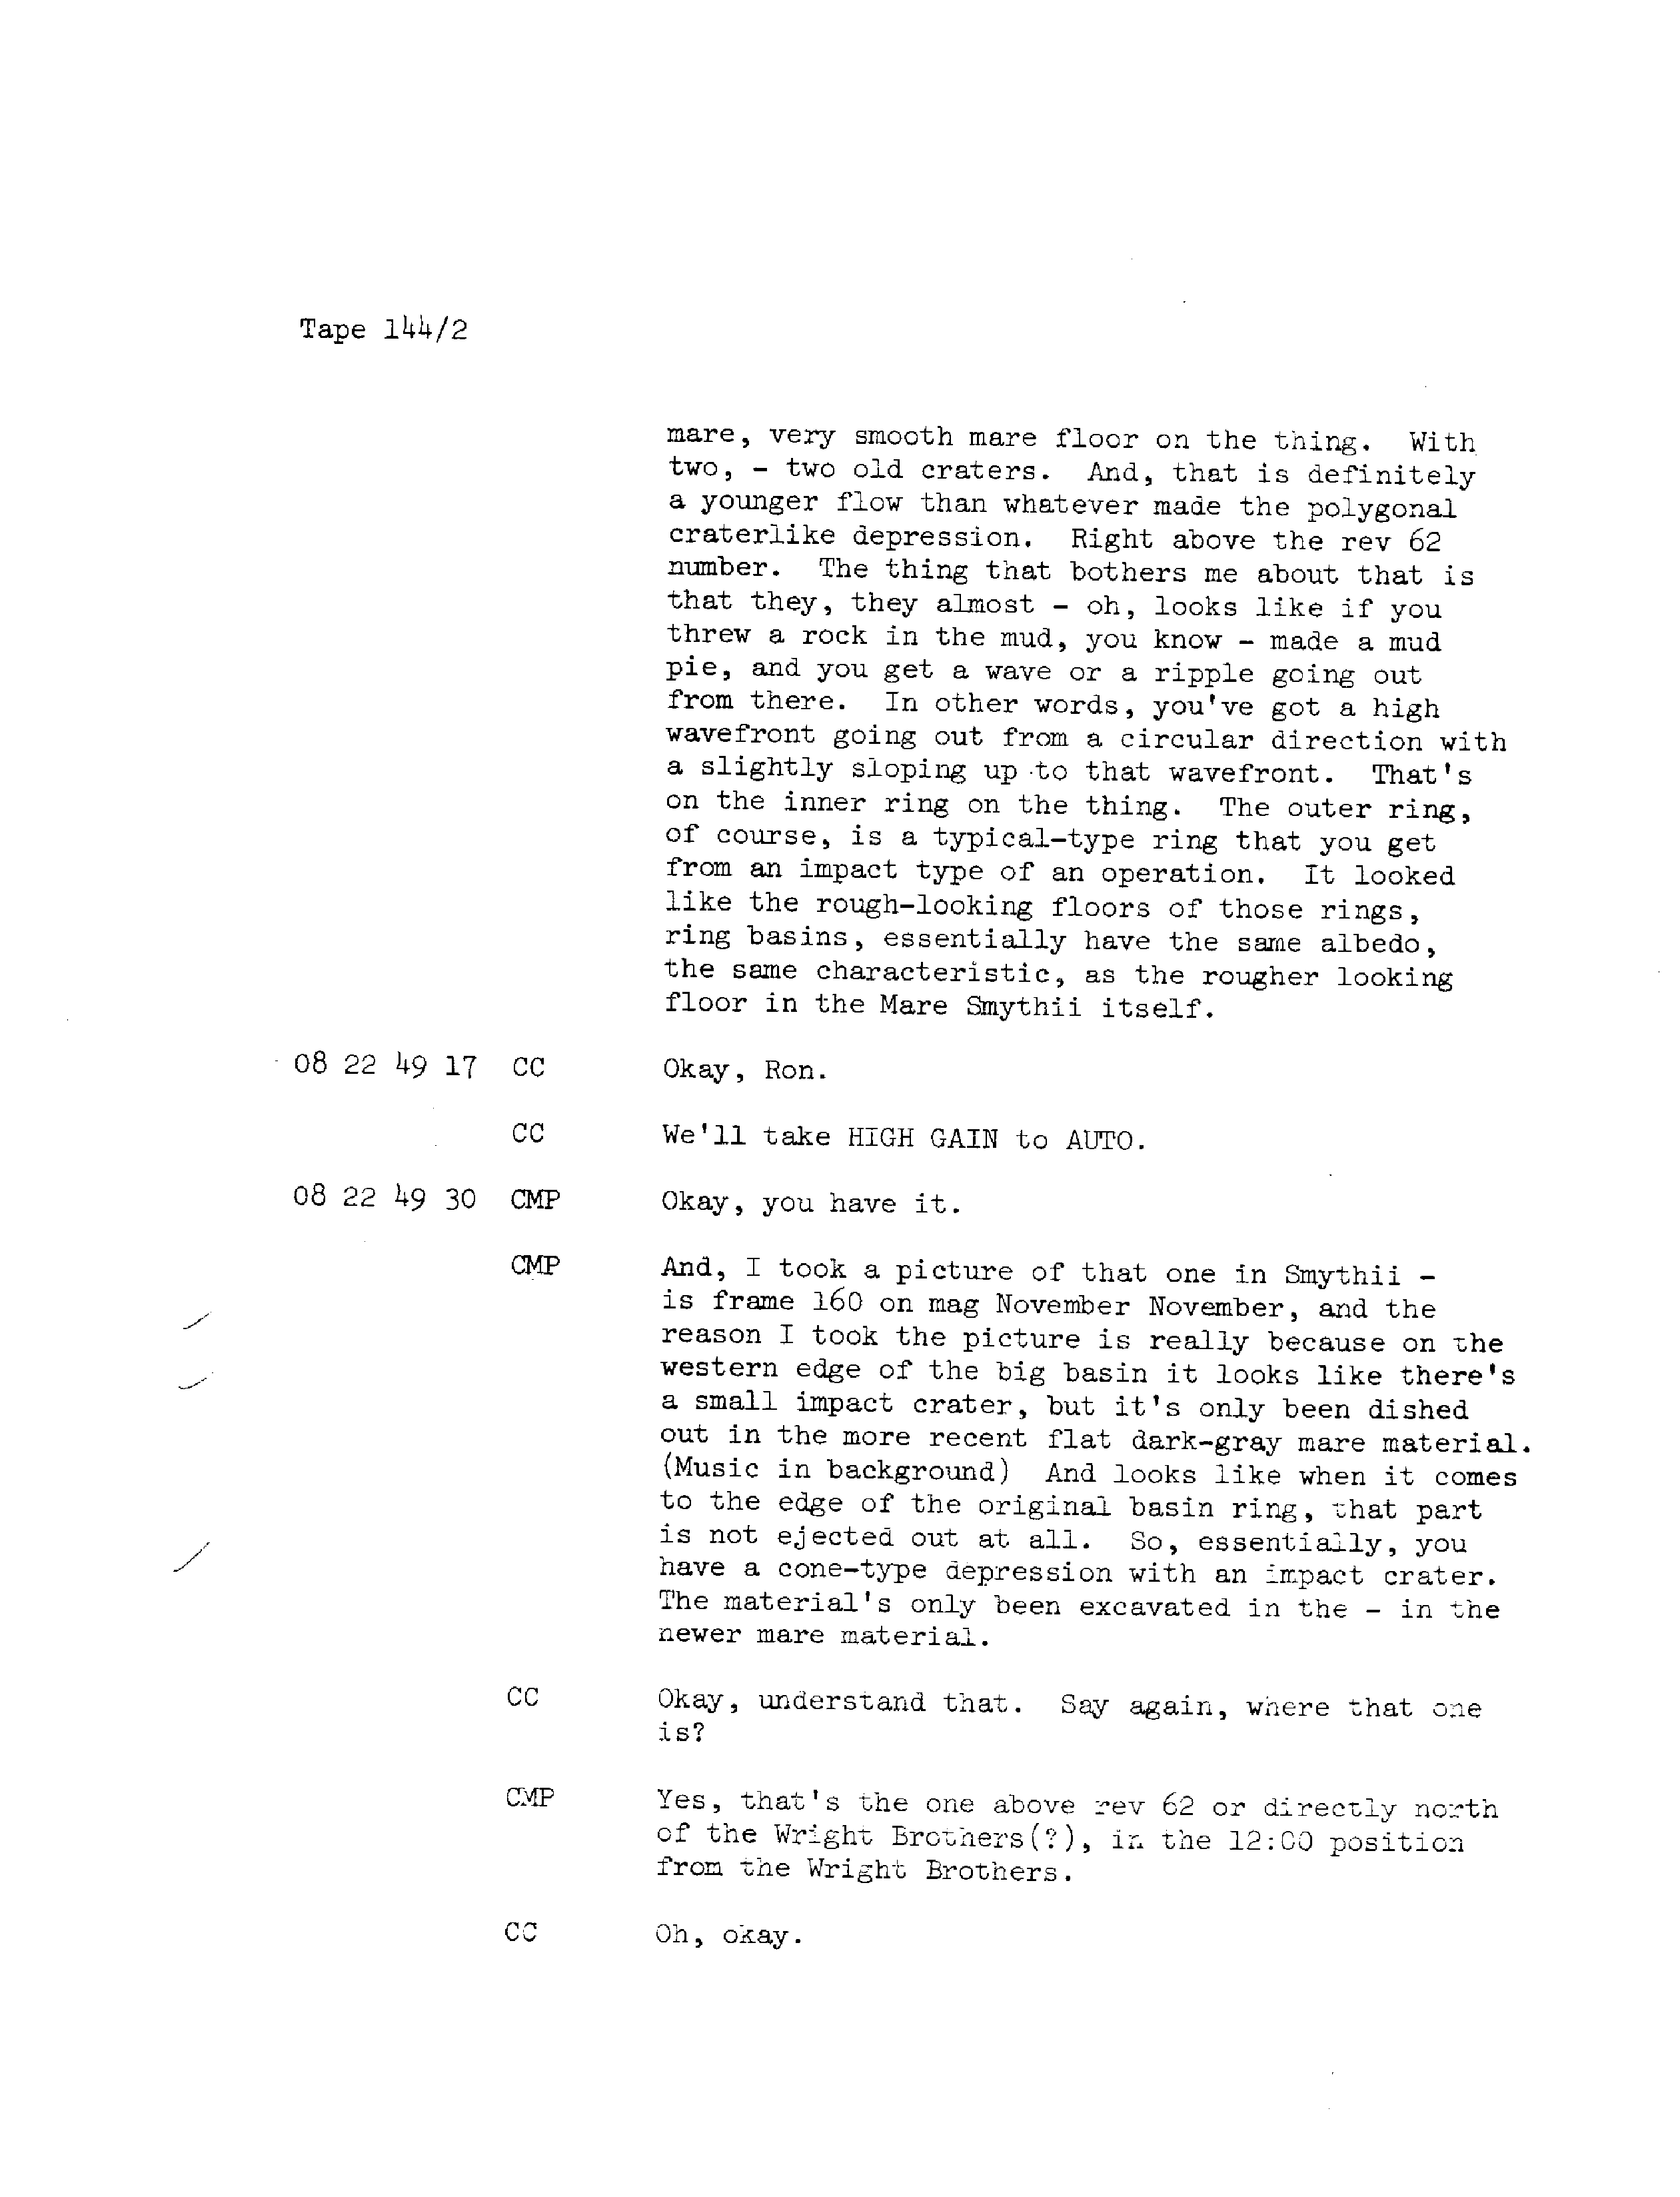 Tape 144/2
mare, very smooth mare floor on the thing. With
two, - two old craters. And, that is definitely
a younger flow than whatever made the polygonal
craterlike depression. Right above the rev 62
number. The thing that bothers me about that is
that they, they almost - oh, looks like if you
threw a rock in the mud, you know - made a mud
pie, and you get a wave or a ripple going out
from there. In other words, you've got a high
wavefront going out from a circular direction with
a slightly sloping up to that wavefront. That's
on the inner ring on the thing. The outer ring,
of course, is a typical-type ring that you get
from an impact type of an operation. It looked
like the rough-looking floors of those rings,
ring basins, essentially have the same albedo,
the same characteristic, as the rougher looking
floor in the Mare Smythii itself.
08 22 49 17 CC Okay, Ron.
CC We'll take HIGH GAIN to AUTO.
08 22 49 30 CMP Okay, you have it.
CMP And, I took a picture of that one in Smythii -
is frame 160 on mag November November, and the
reason I took the picture is really because on the
western edge of the big basin it looks like there's
a small impact crater, but it's only been dished
out in the more recent flat dark-gray mare material.
(Music in background) And looks like when it comes
to the edge of the original basin ring, that part
is not ejected out at all. So, essentially, you
have a cone-type depression with an impact crater.
The material's only been excavated in the - in the
newer mare material.
CC Okay, understand that. Say again, where that one
is?
CMP Yes, that's the one above rev 62 or directly north
of the Wright Brothers(?), in the 12:00 position
from the Wright Brothers.
CC Oh, okay.